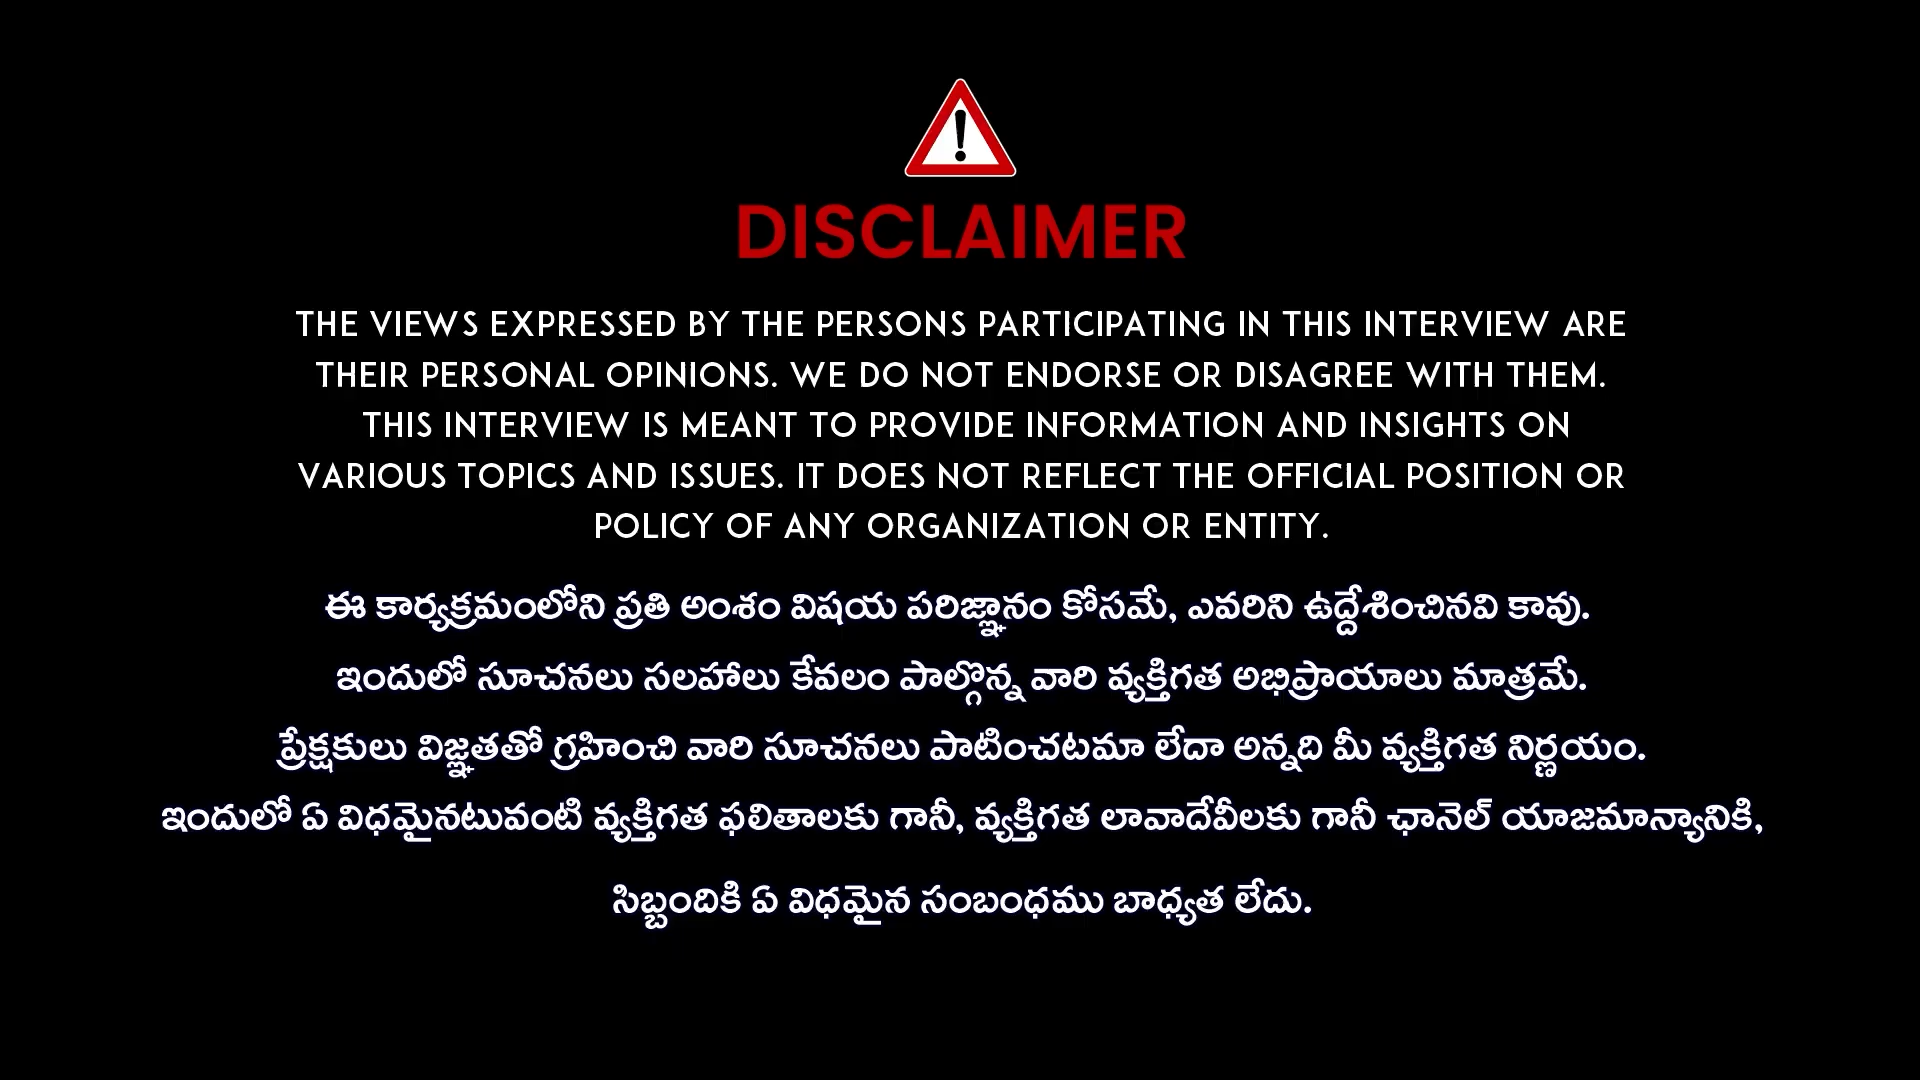 DISCLAIMER
THE VIEWS EXPRESSED BY THE PERSONS PARTICIPATING IN THIS INTERVIEW ARE
THEIR PERSONAL OPINIONS. WE DO NOT ENDORSE OR DISAGREE WITH THEM.
THIS INTERVIEW IS MEANT TO PROVIDE INFORMATION AND INSIGHTS ON
VARIOUS TOPICS AND ISSUES. IT DOES NOT REFLECT THE OFFICIAL POSITION OR
POLICY OF ANY ORGANIZATION OR ENTITY.
ఈ కార్యక్రమంలోని ప్రతి అంశం విషయ పరిజ్ఞానం కోసమే, ఎవరిని ఉద్దేశించినవి కావు.
ఇందులో సూచనలు సలహాలు కేవలం పాల్గొన్న వారి వ్యక్తిగత అభిప్రాయాలు మాత్రమే.
ప్రేక్షకులు విజ్ఞతతో గ్రహించి వారి సూచనలు పాటించటమా లేదా అన్నది మీ వ్యక్తిగత నిర్ణయం.
ఇందులో ఏ విధమైనటువంటి వ్యక్తిగత ఫలితాలకు గానీ, వ్యక్తిగత లావాదేవీలకు గానీ ఛానెల్ యాజమాన్యానికి,
సిబ్బందికి ఏ విధమైన సంబంధము బాధ్యత లేదు.